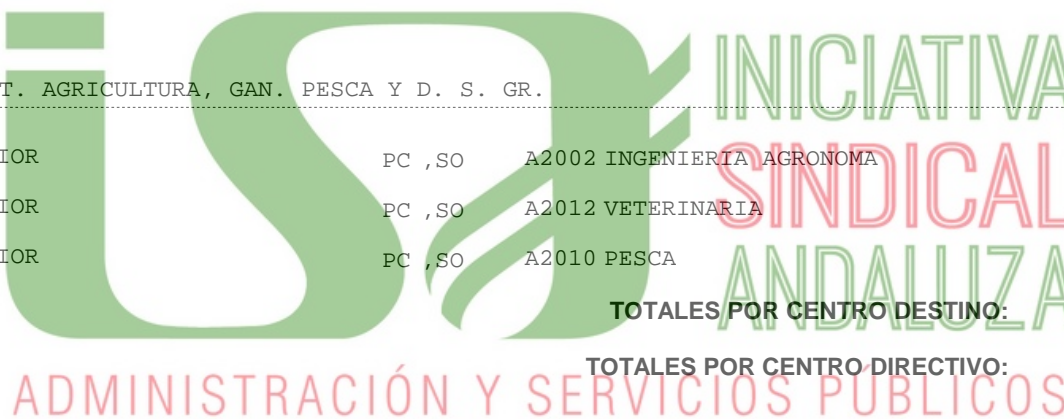 isa
INICIATIVA
SINDICAL
ANDALUZA
ADMINISTRACIÓN Y SERVICIOS PÚBLICOS
T. AGRICULTURA, GAN. PESCA Y D. S. GR.
IOR PC ,SO A2002 INGENIERIA AGRONOMA
IOR PC ,SO A2012 VETERINARIA
IOR PC ,SO A2010 PESCA
TOTALES POR CENTRO DESTINO:
TOTALES POR CENTRO DIRECTIVO: